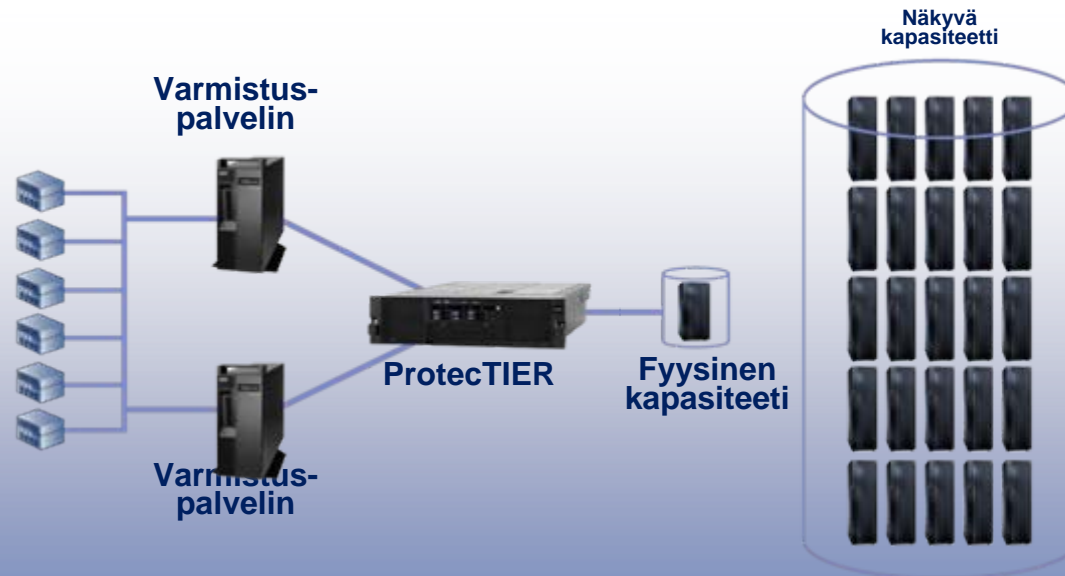 Näkyvä
kapasiteetti
Varmistus-
palvelin
ProtecTIER
Fyysinen
kapasiteeti
Varmistus-
palvelin